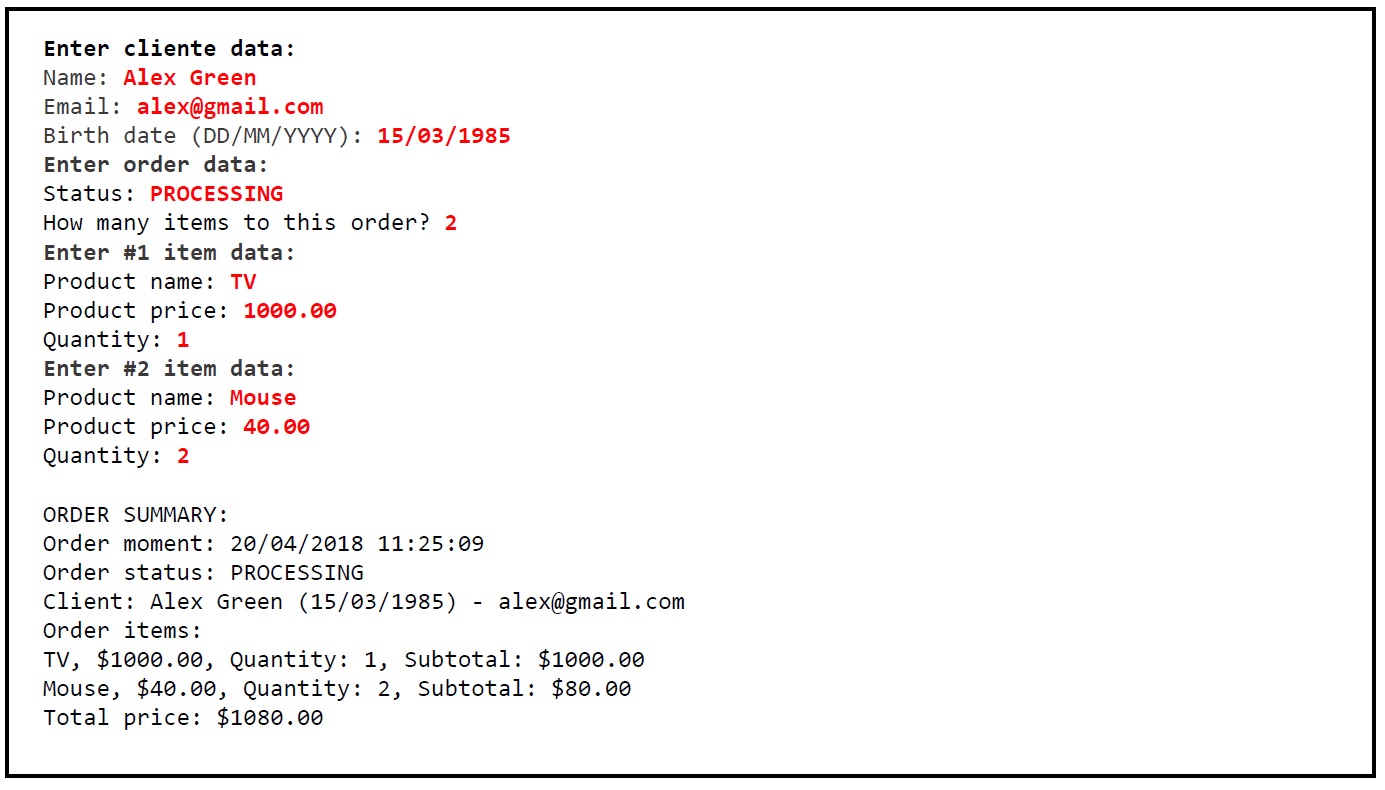 Enter cliente data:
Name: Alex Green
Email: alex@gmail.com
Birth date (DD/MM/YYYY): 15/03/1985
Enter order data:
Status: PROCESSING
How many items to this order? 2
Enter #1 item data:
Product name: TV
Product price: 1000.00
Quantity: 1
Enter #2 item data:
Product name: Mouse
Product price: 40.00
Quantity: 2
ORDER SUMMARY:
Order moment: 20/04/2018 11:25:09
Order status: PROCESSING
Client: Alex Green (15/03/1985) - alex@gmail.com
Order items:
TV, $1000.00, Quantity: 1, Subtotal: $1000.00
Mouse, $40.00, Quantity: 2, Subtotal: $80.00
Total price: $1080.00